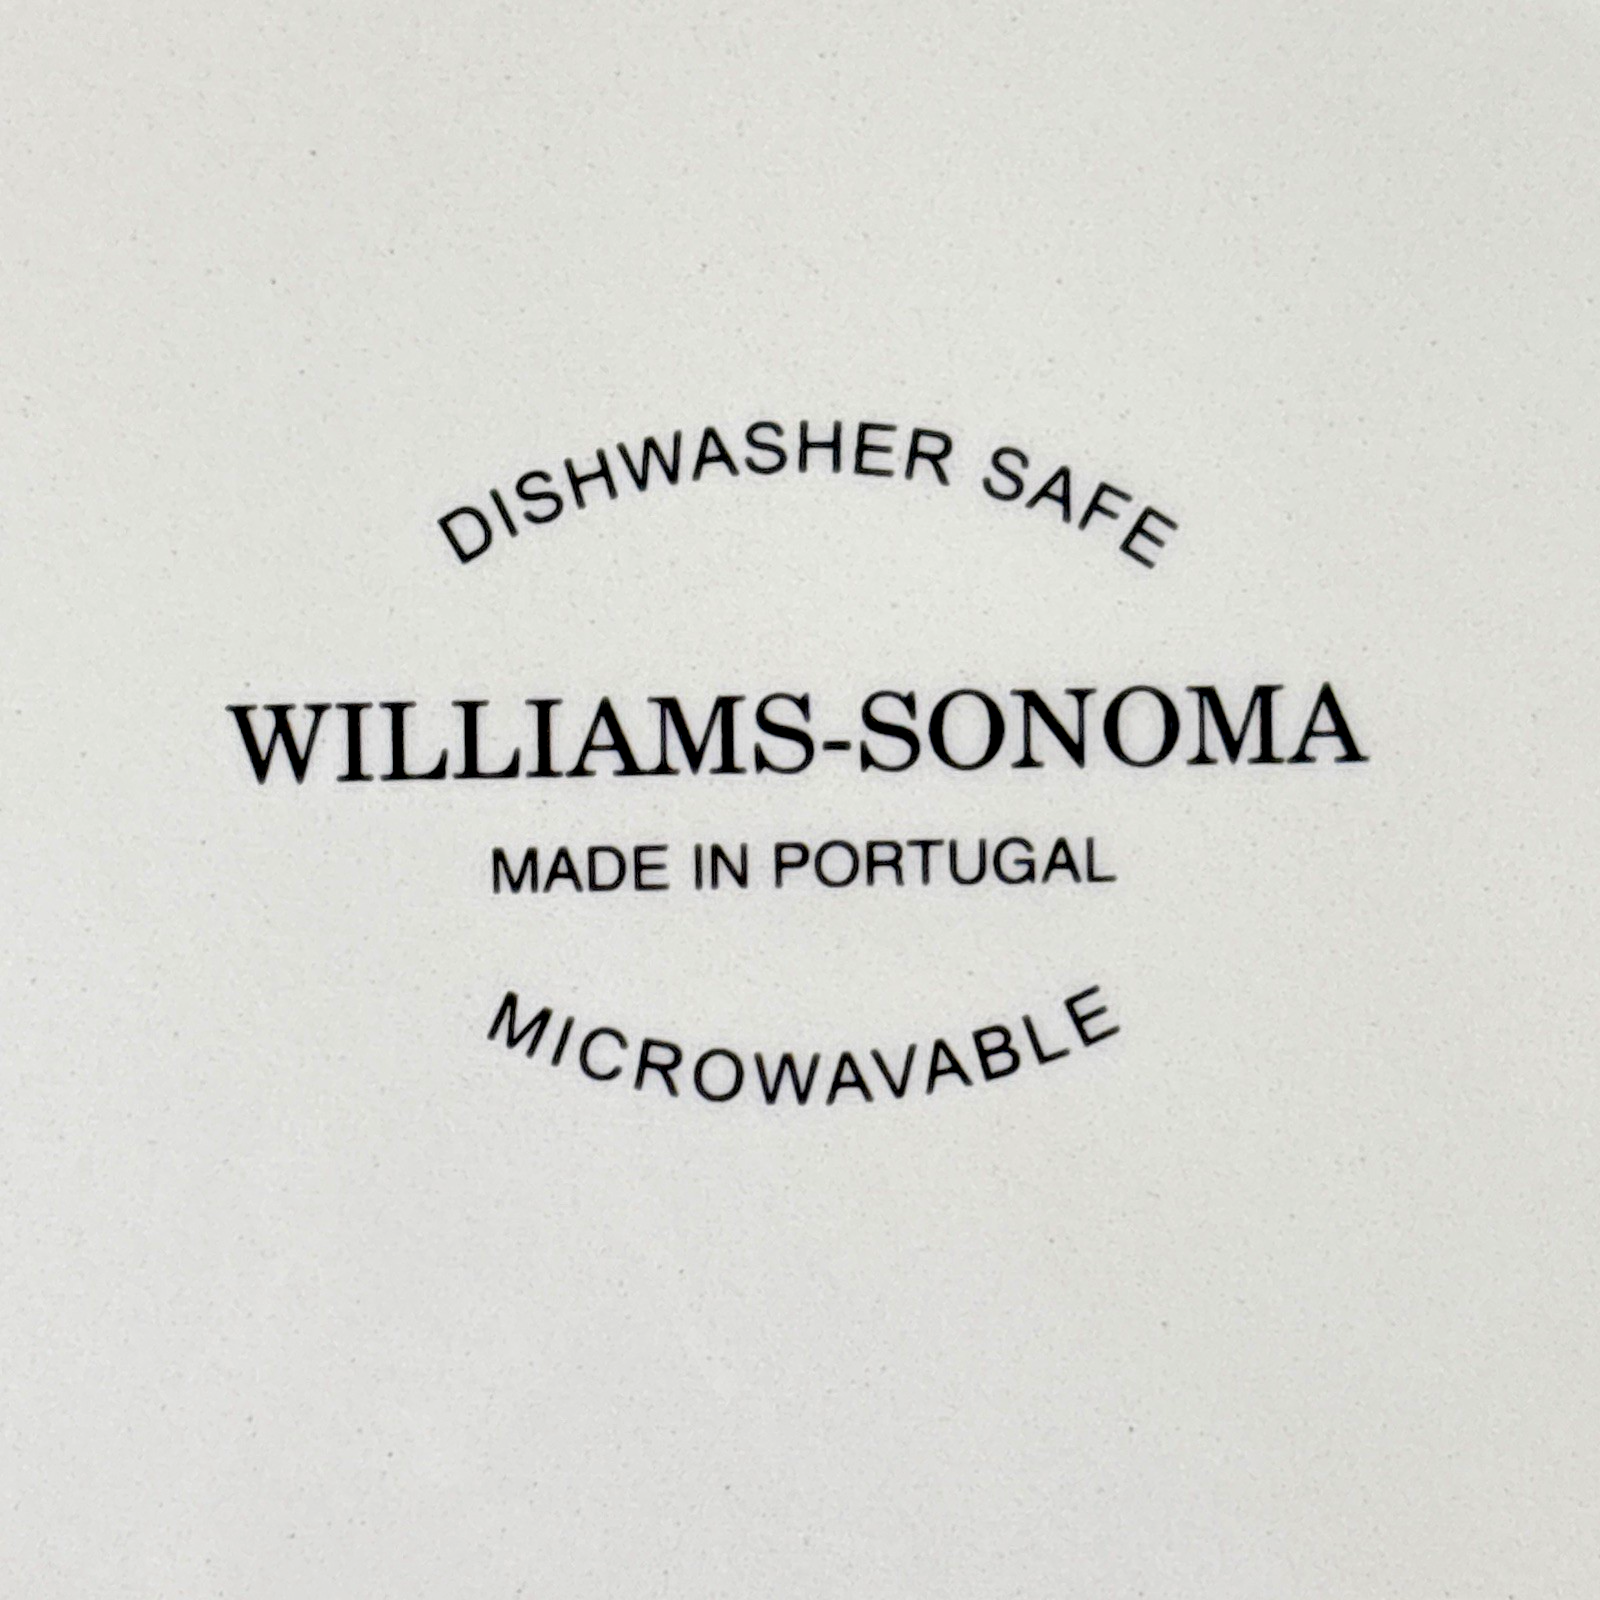 DISHWASHER SAFE
WILLIAMS-SONOMA
MADE IN PORTUGAL
MICROWAVABLE